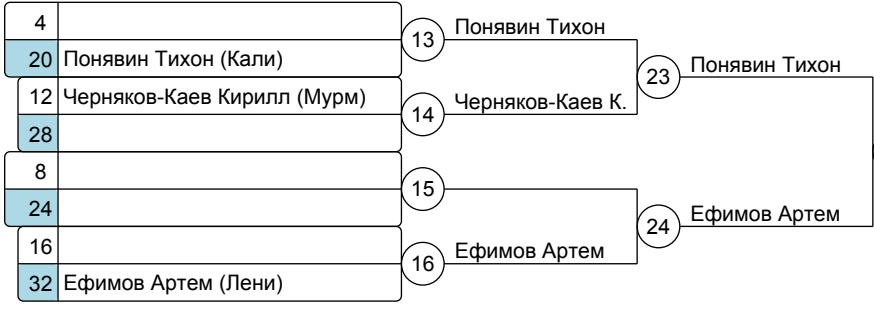 4
13
Понявин Тихон
20 Понявин Тихон (Кали)
23
Понявин Тихон
12 Черняков-Каев Кирилл (Мурм)
14
Черняков-Каев К.
28
8
15
24
24
Ефимов Артем
16
16
Ефимов Артем
32 Ефимов Артем (Лени)